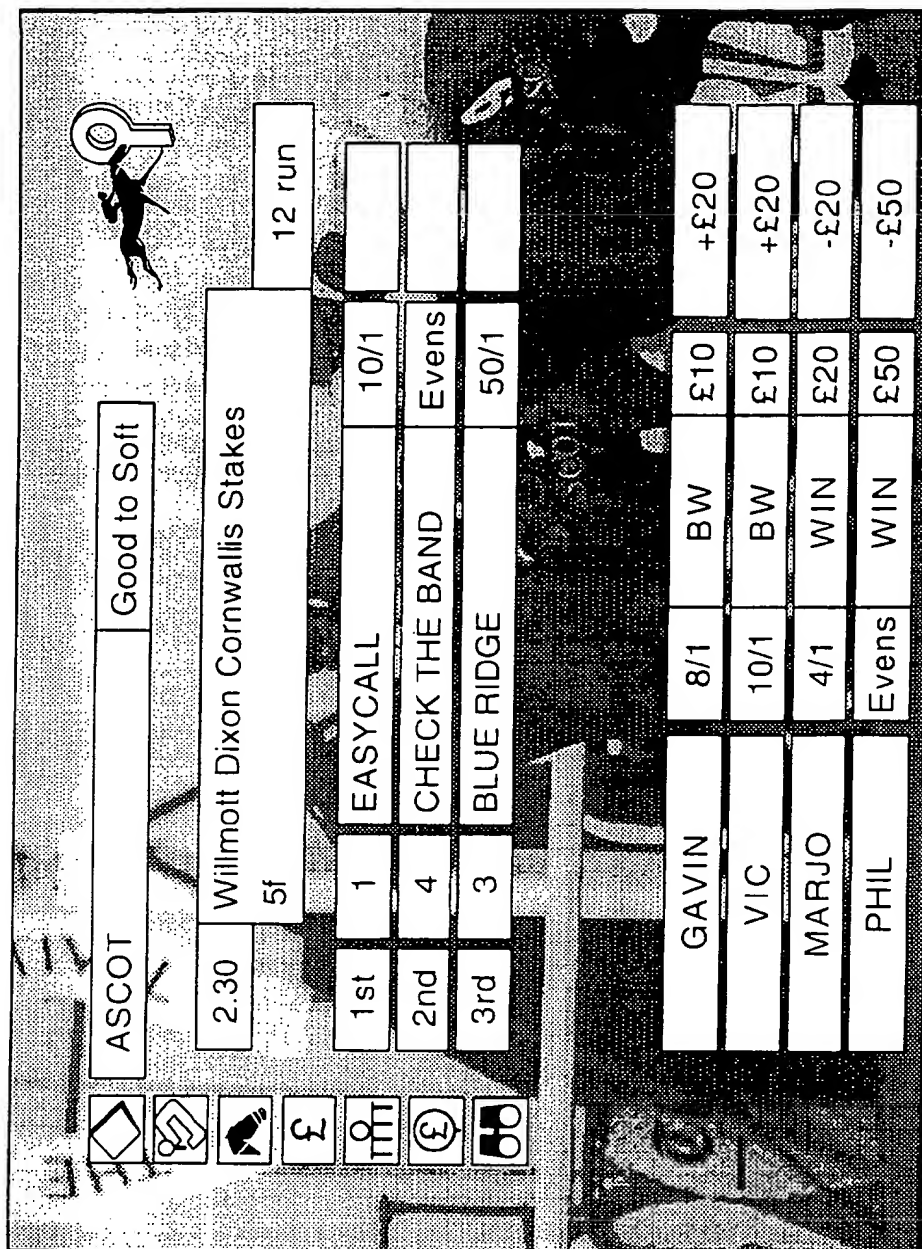 ASCOT Good to Soft
2.30 Willmott Dixon Cornwallis Stakes
5f 12 run
1st 1 EASYCALL 10/1
2nd 4 CHECK THE BAND Evens
3rd 3 BLUE RIDGE 50/1
£
£
GAVIN 8/1 BW £10 +£20
VIC 10/1 BW £10 +£20
MARJO 4/1 WIN £20 -£20
PHIL Evens WIN £50 -£50